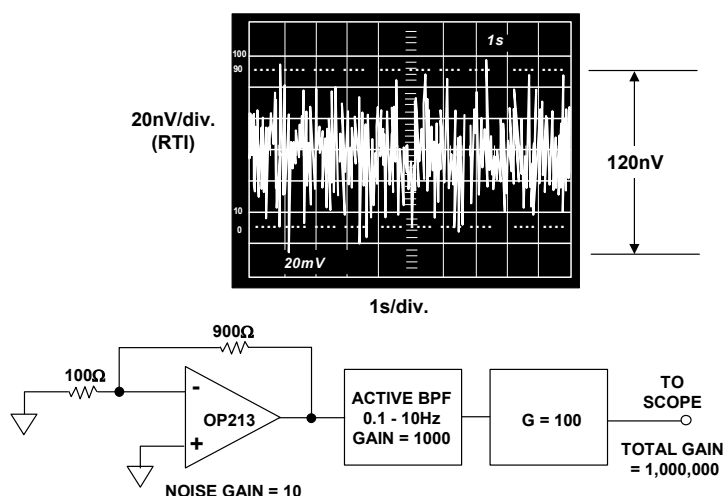 1s
100
90
20nV/div.
(RTI)
120nV
10
0
20mV
1s/div.
900Ω
100Ω
-
+
OP213
NOISE GAIN = 10
ACTIVE BPF
0.1 - 10Hz
GAIN = 1000
G = 100
TO
SCOPE
TOTAL GAIN
= 1,000,000